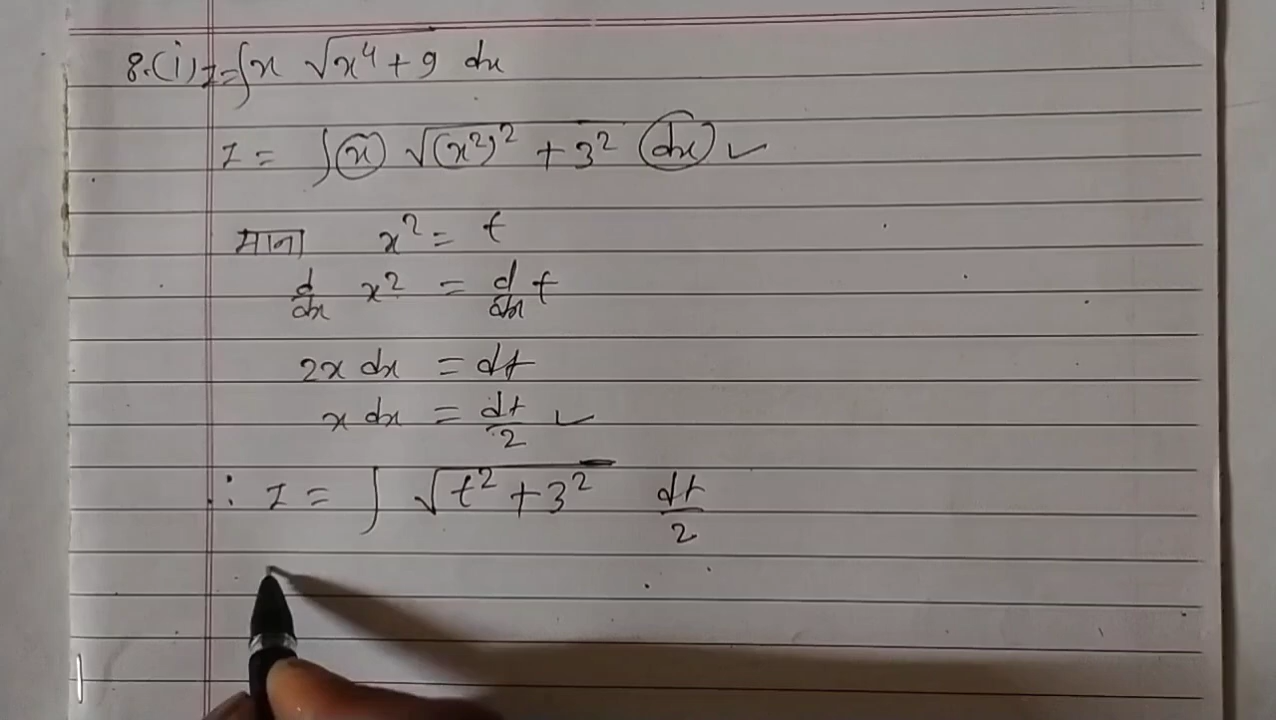 8.(i) I = ∫x √x⁴ + 9 dx
I = ∫x √(x²)² + 3² dx ✓
माना x² = t
d/dx x² = d/dx t
2x dx = dt
x dx = dt/2 ✓
∴ I = ∫ √t² + 3² dt/2